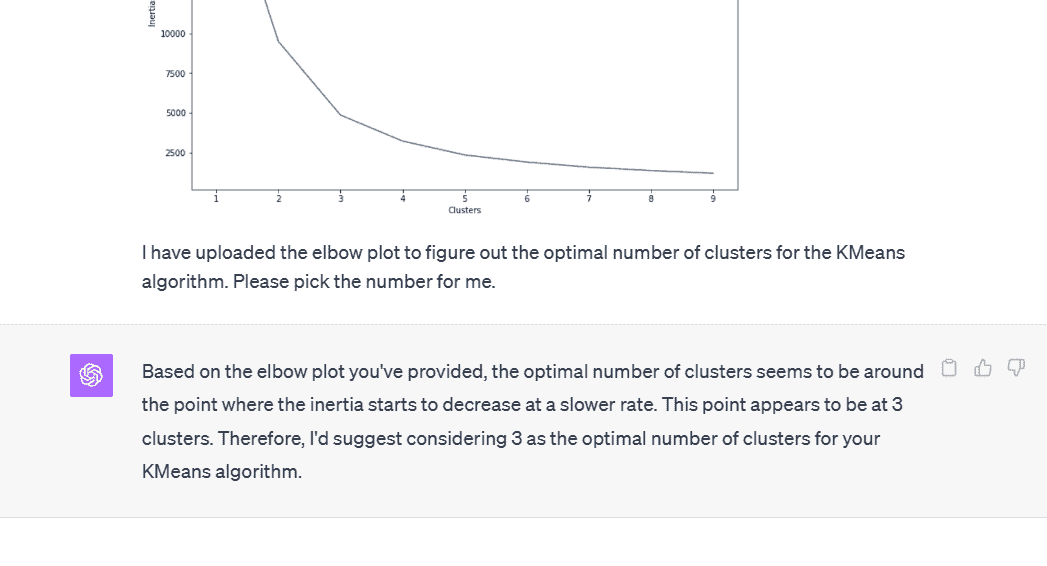 Inertia
10000
7500
5000
2500
1 2 3 4 5 6 7 8 9
Clusters
I have uploaded the elbow plot to figure out the optimal number of clusters for the KMeans
algorithm. Please pick the number for me.
Based on the elbow plot you've provided, the optimal number of clusters seems to be around
the point where the inertia starts to decrease at a slower rate. This point appears to be at 3
clusters. Therefore, I'd suggest considering 3 as the optimal number of clusters for your
KMeans algorithm.